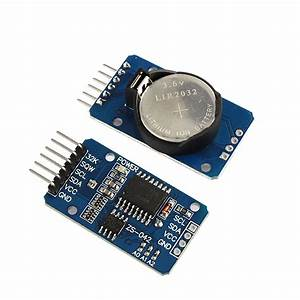 3.6V
LIR2032
LITHIUM ION BATTERY
32K
SQW
SCL
SDA
VCC
GND
POWER
ZS-042
SCL
SDA
VCC
GND
A0 A1 A2